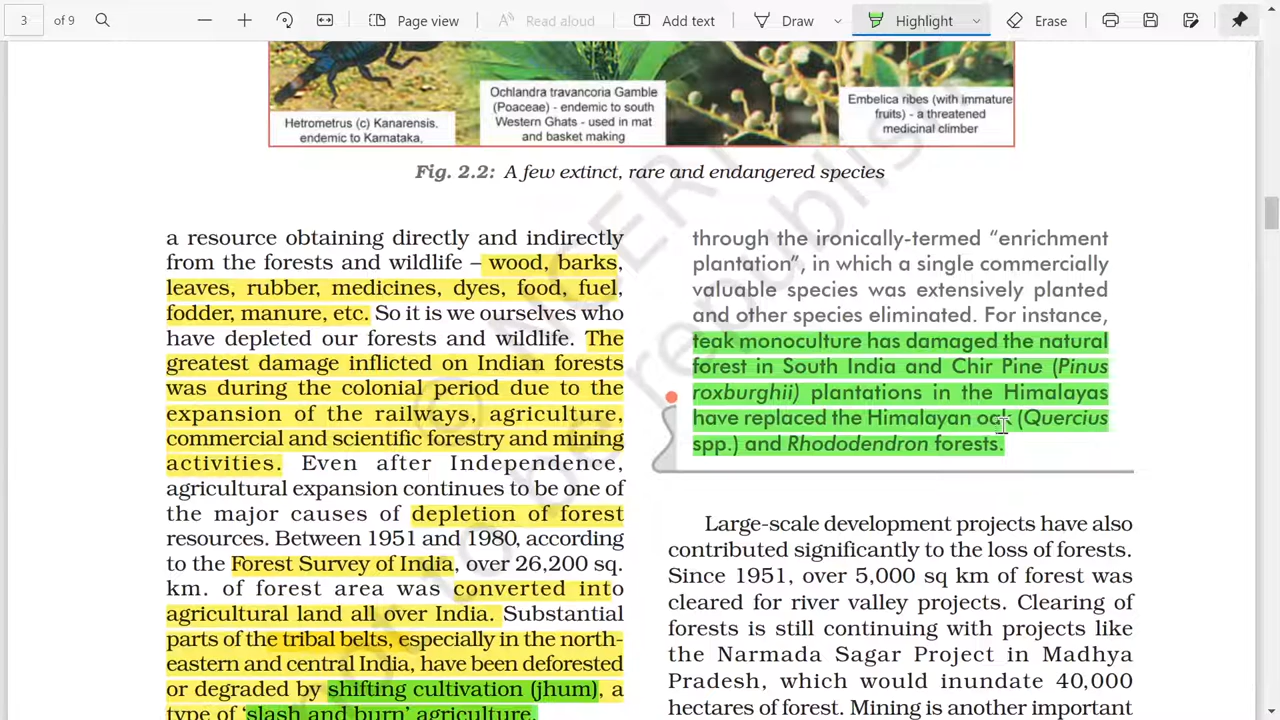 3 of 9 Page view Read aloud Add text Draw Highlight Erase
Hetrometrus (c) Kanarensis.
endemic to Karnataka,
Ochlandra travancoria Gamble
(Poaceae) - endemic to south
Western Ghats - used in mat
and basket making
Embelica ribes (with immature
fruits) - a threatened
medicinal climber
Fig. 2.2: A few extinct, rare and endangered species
a resource obtaining directly and indirectly
from the forests and wildlife – wood, barks,
leaves, rubber, medicines, dyes, food, fuel,
fodder, manure, etc. So it is we ourselves who
have depleted our forests and wildlife. The
greatest damage inflicted on Indian forests
was during the colonial period due to the
expansion of the railways, agriculture,
commercial and scientific forestry and mining
activities. Even after Independence,
agricultural expansion continues to be one of
the major causes of depletion of forest
resources. Between 1951 and 1980, according
to the Forest Survey of India, over 26,200 sq.
km. of forest area was converted into
agricultural land all over India. Substantial
parts of the tribal belts, especially in the north-
eastern and central India, have been deforested
or degraded by shifting cultivation (jhum), a
type of ‘slash and burn’ agriculture.
through the ironically-termed “enrichment
plantation”, in which a single commercially
valuable species was extensively planted
and other species eliminated. For instance,
teak monoculture has damaged the natural
forest in South India and Chir Pine (Pinus
roxburghii) plantations in the Himalayas
have replaced the Himalayan oak (Quercius
spp.) and Rhododendron forests.
Large-scale development projects have also
contributed significantly to the loss of forests.
Since 1951, over 5,000 sq km of forest was
cleared for river valley projects. Clearing of
forests is still continuing with projects like
the Narmada Sagar Project in Madhya
Pradesh, which would inundate 40,000
hectares of forest. Mining is another important
© NCERT
republish